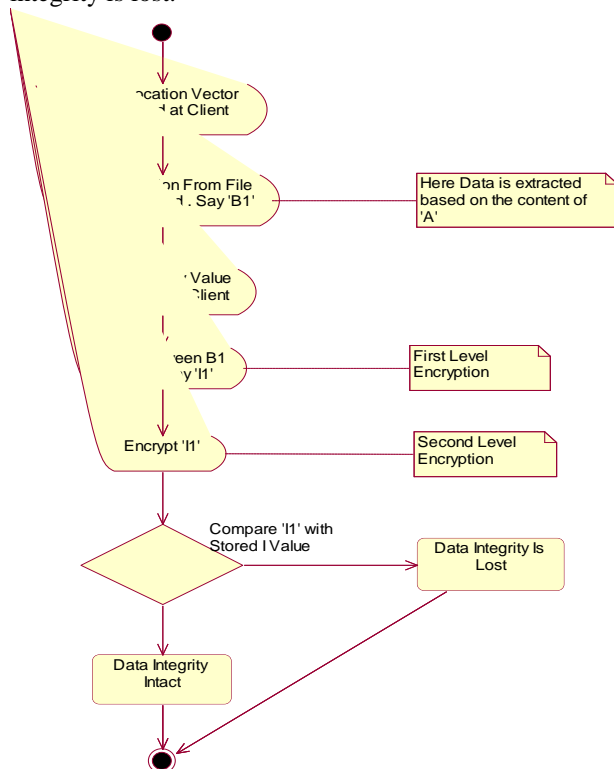 integrity is lost.
ocation Vector
at Client
on From File
. Say 'B1'
Here Data is extracted
based on the content of
'A'
Value
Client
een B1
'I1'
First Level
Encryption
Encrypt 'I1'
Second Level
Encryption
Compare 'I1' with
Stored I Value
Data Integrity Is
Lost
Data Integrity
Intact